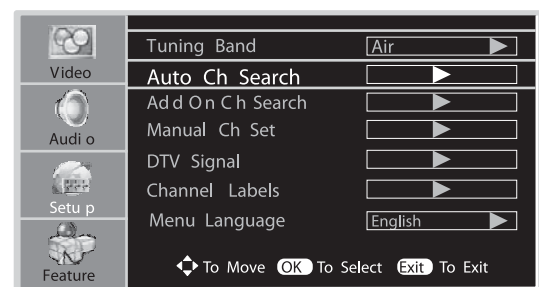 Video
Audi o
Setu p
Feature
Tuning Band Air
Auto Ch Search
Add On Ch Search
Manual Ch Set
DTV Signal
Channel Labels
Menu Language English
To Move OK To Select Exit To Exit